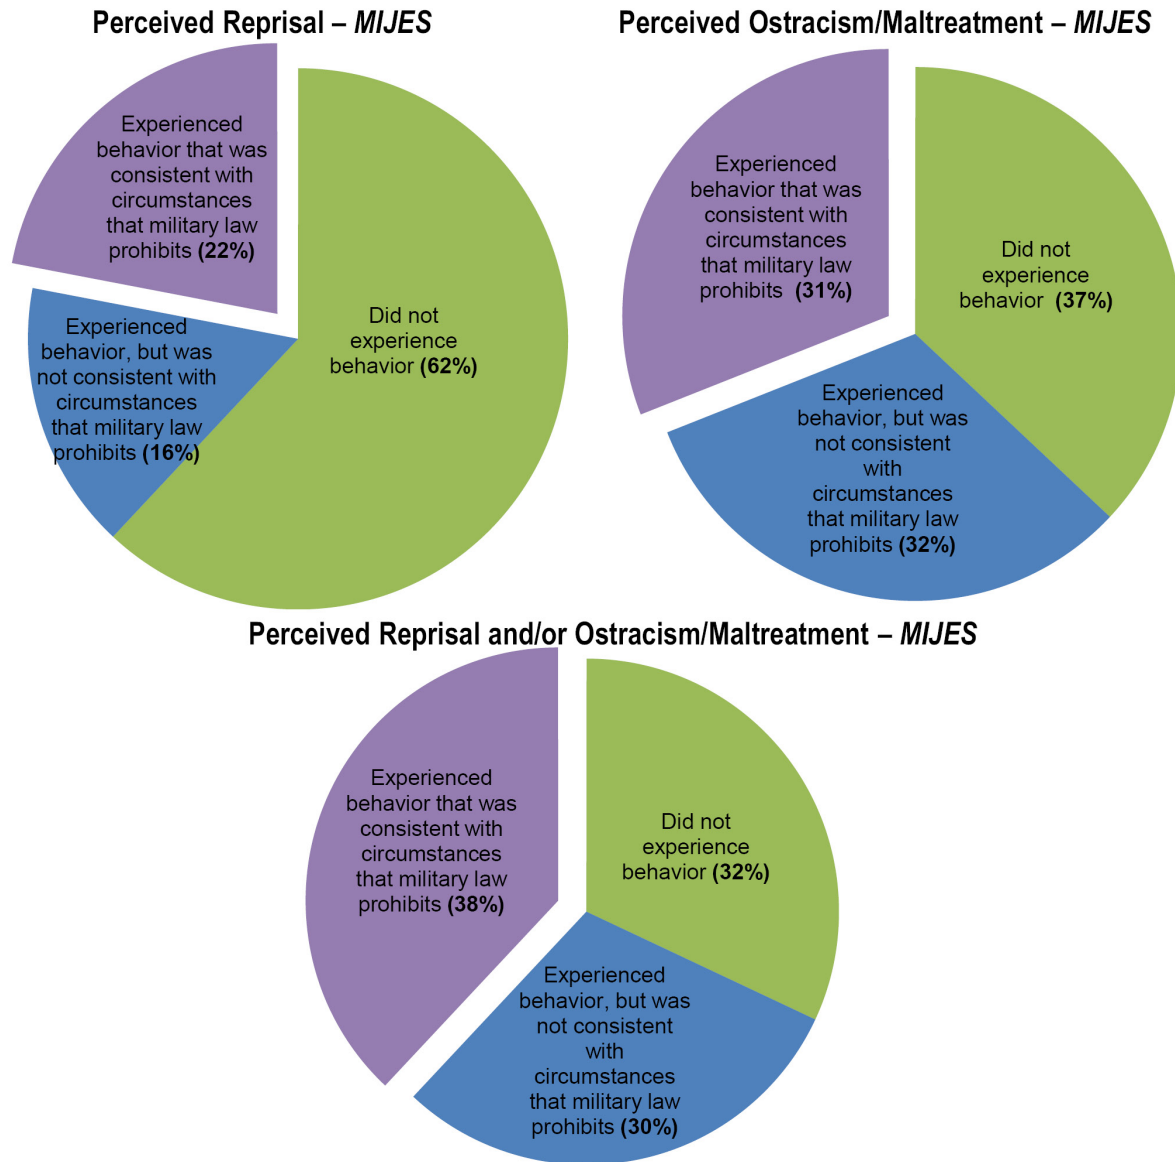 Perceived Reprisal – MIJES
Experienced
behavior that was
consistent with
circumstances
that military law
prohibits (22%)
Experienced
behavior, but was
not consistent with
circumstances
that military law
prohibits (16%)
Did not
experience
behavior (62%)
Perceived Ostracism/Maltreatment – MIJES
Experienced
behavior that was
consistent with
circumstances
that military law
prohibits (31%)
Did not
experience
behavior (37%)
Experienced
behavior, but was
not consistent
with
circumstances
that military law
prohibits (32%)
Perceived Reprisal and/or Ostracism/Maltreatment – MIJES
Experienced
behavior that was
consistent with
circumstances
that military law
prohibits (38%)
Did not
experience
behavior (32%)
Experienced
behavior, but was
not consistent
with
circumstances
that military law
prohibits (30%)